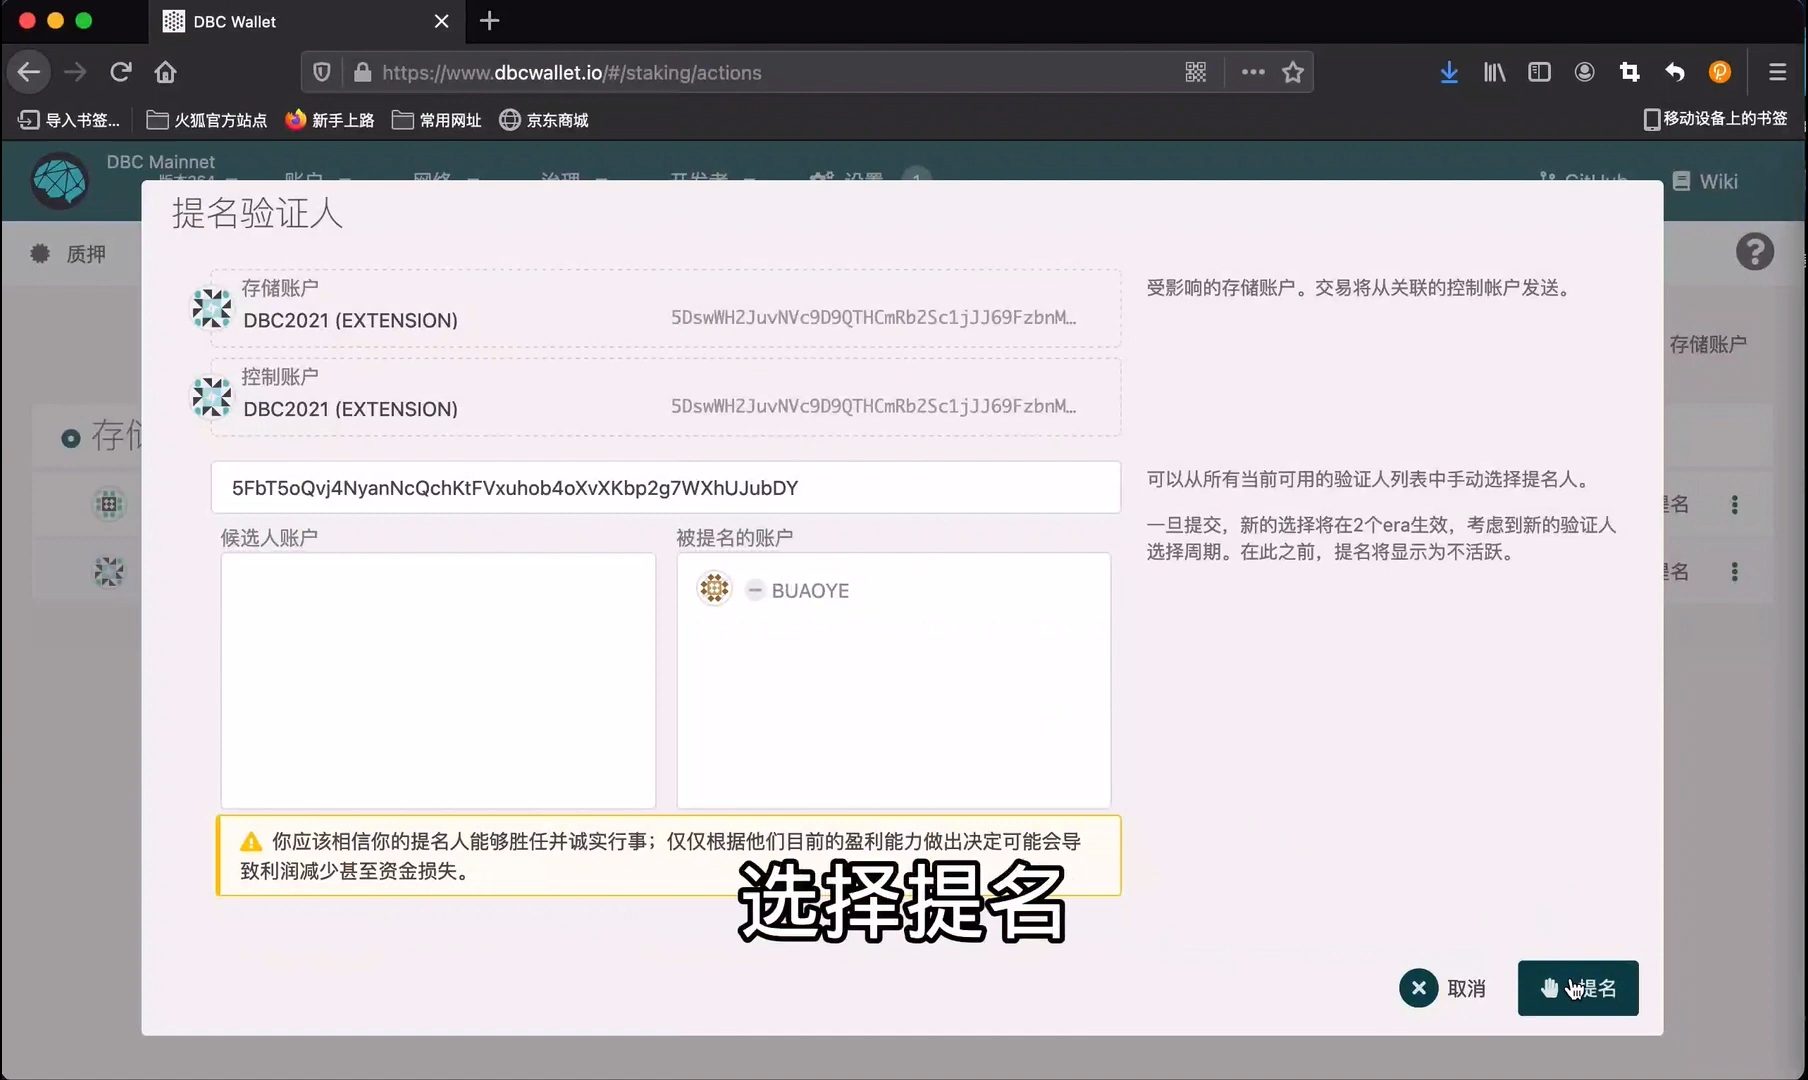 DBC Wallet
https://www.dbcwallet.io/#/staking/actions
导入书签...
火狐官方站点
新手上路
常用网址
京东商城
移动设备上的书签
DBC Mainnet
Wiki
质押
提名验证人
存储账户
DBC2021 (EXTENSION)
5DswWH2JuvNVc9D9QTHCmRb2Sc1jJJ69FzbnM…
受影响的存储账户。交易将从关联的控制帐户发送。
存储账户
控制账户
DBC2021 (EXTENSION)
5DswWH2JuvNVc9D9QTHCmRb2Sc1jJJ69FzbnM…
5FbT5oQvj4NyanNcQchKtFVxuhob4oXvXKbp2g7WXhUJubDY
可以从所有当前可用的验证人列表中手动选择提名人。
一旦提交，新的选择将在2个era生效，考虑到新的验证人
选择周期。在此之前，提名将显示为不活跃。
候选人账户
被提名的账户
BUAOYE
你应该相信你的提名人能够胜任并诚实行事；仅仅根据他们目前的盈利能力做出决定可能会导
致利润减少甚至资金损失。
选择提名
取消
提名